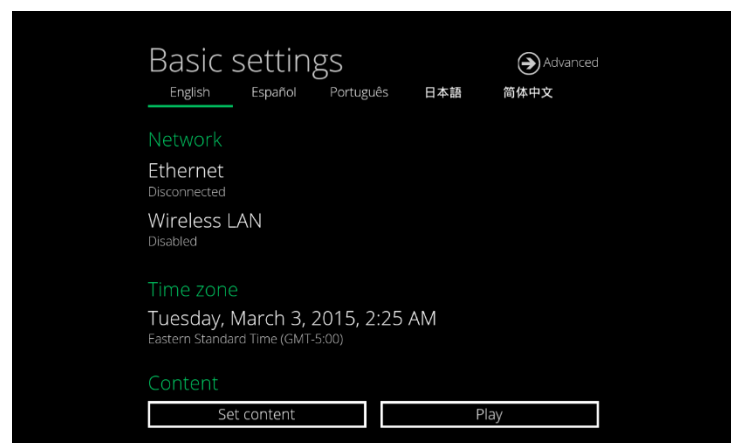 Basic settings
Advanced
English Español Português 日本語 简体中文
Network
Ethernet
Disconnected
Wireless LAN
Disabled
Time zone
Tuesday, March 3, 2015, 2:25 AM
Eastern Standard Time (GMT-5:00)
Content
Set content Play